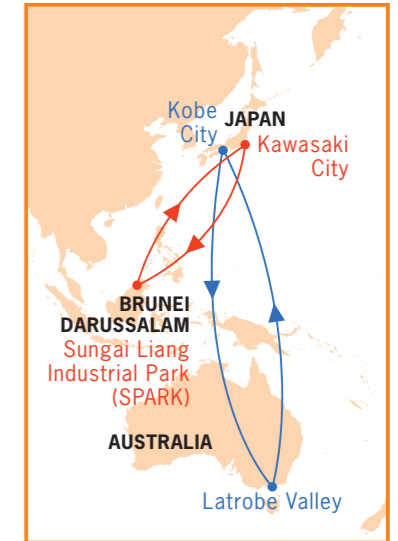 Kobe
City
JAPAN
Kawasaki
City
BRUNEI
DARUSSALAM
Sungai Liang
Industrial Park
(SPARK)
AUSTRALIA
Latrobe Valley